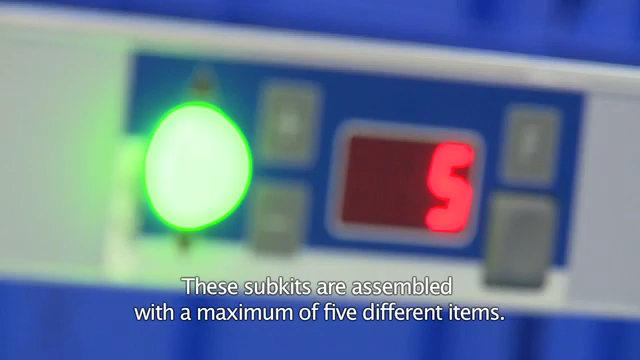 5
These subkits are assembled
with a maximum of five different items.